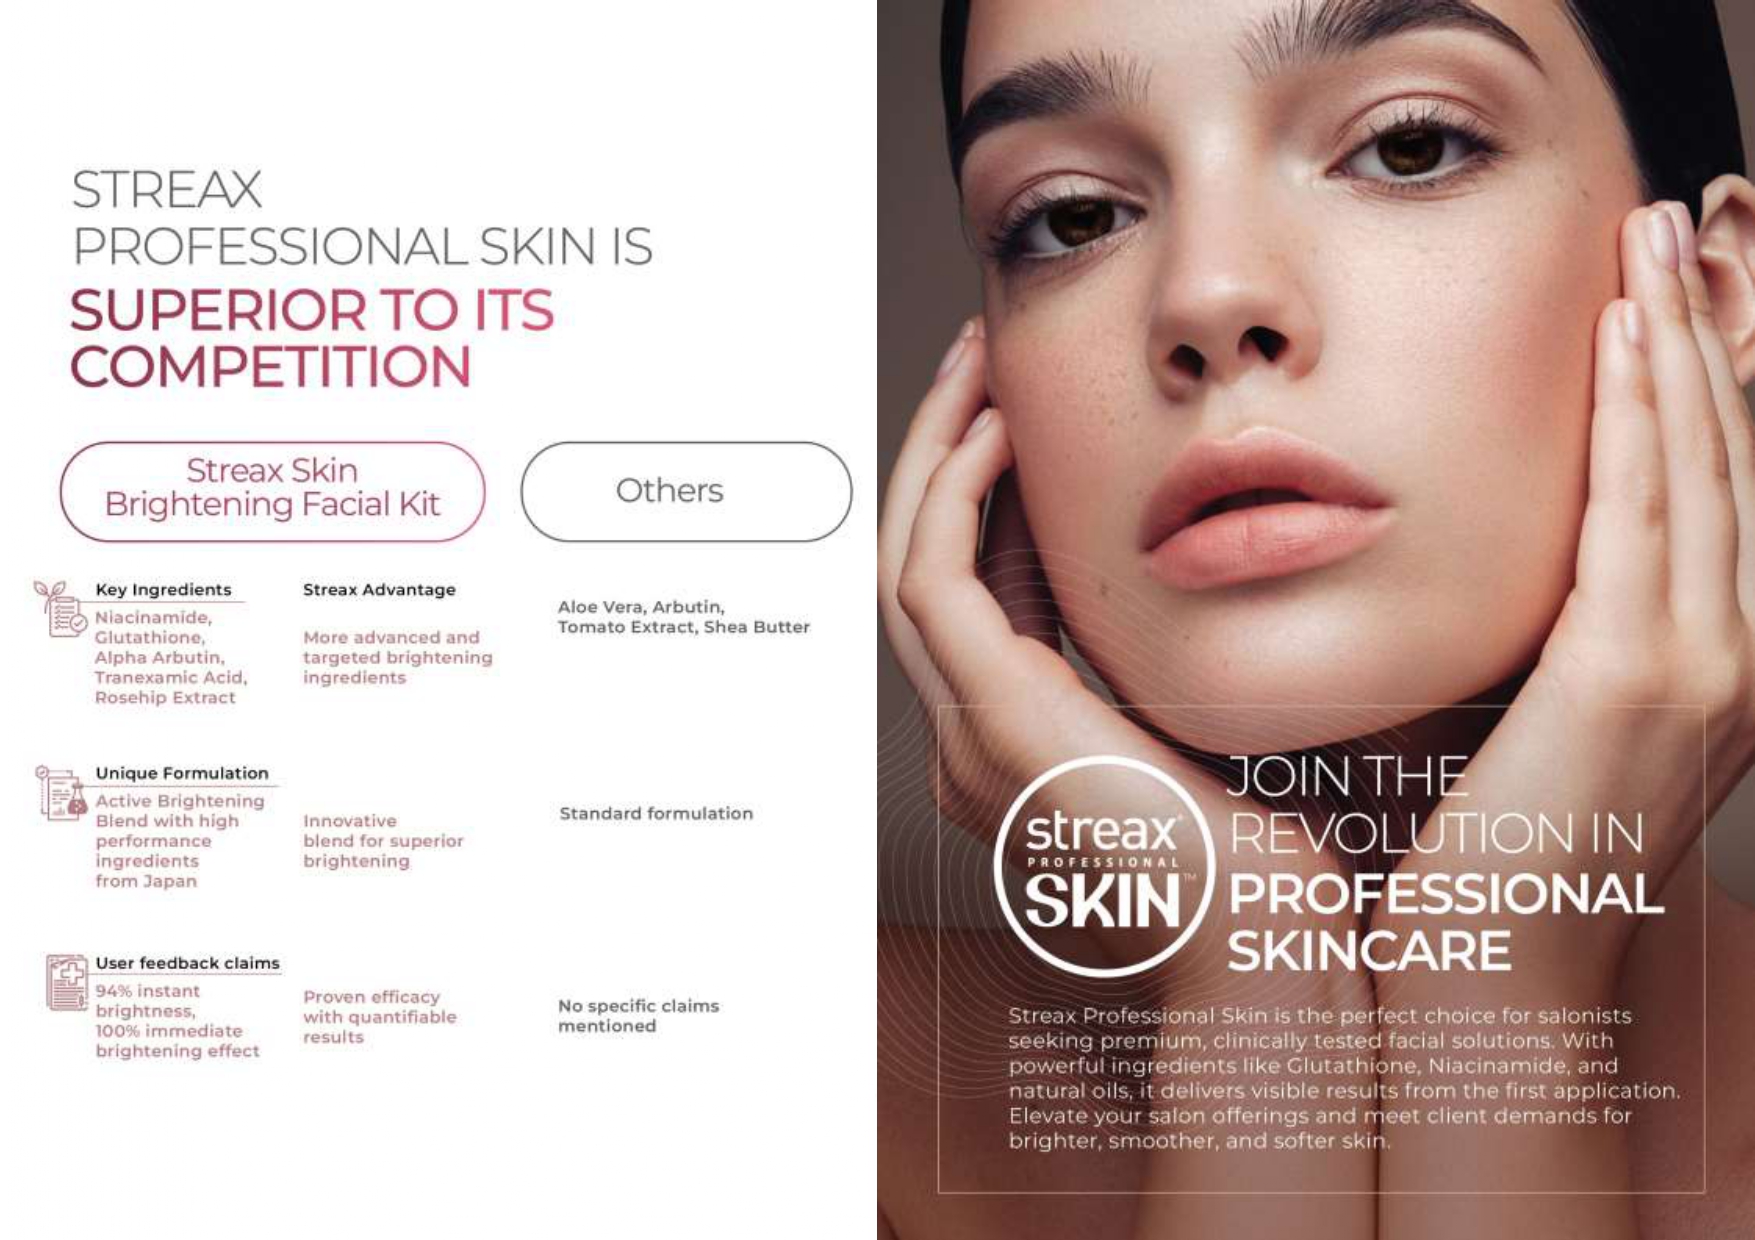 STREAX
PROFESSIONAL SKIN IS
SUPERIOR TO ITS
COMPETITION
Streax Skin
Brightening Facial Kit
Others
Key Ingredients
Niacinamide,
Glutathione,
Alpha Arbutin,
Tranexamic Acid,
Rosehip Extract
Streax Advantage
More advanced and
targeted brightening
ingredients
Aloe Vera, Arbutin,
Tomato Extract, Shea Butter
Unique Formulation
Active Brightening
Blend with high
performance
ingredients
from Japan
Innovative
blend for superior
brightening
Standard formulation
User feedback claims
94% instant
brightness,
100% immediate
brightening effect
Proven efficacy
with quantifiable
results
No specific claims
mentioned
streax®
PROFESSIONAL
SKIN™
JOIN THE
REVOLUTION IN
PROFESSIONAL
SKINCARE
Streax Professional Skin is the perfect choice for salonists
seeking premium, clinically tested facial solutions. With
powerful ingredients like Glutathione, Niacinamide, and
natural oils, it delivers visible results from the first application.
Elevate your salon offerings and meet client demands for
brighter, smoother, and softer skin.